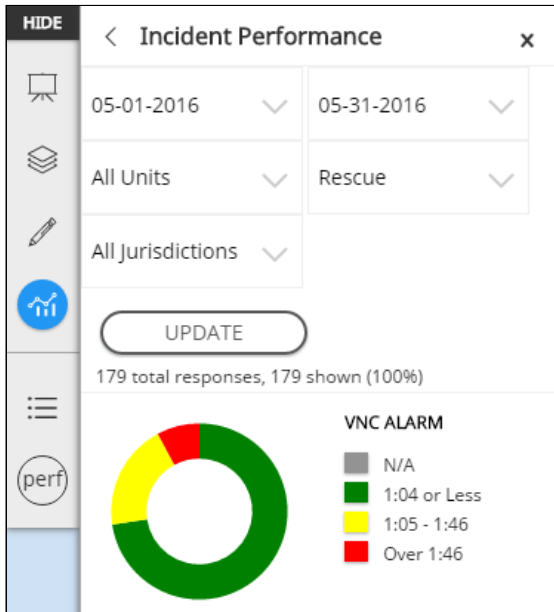 HIDE
Incident Performance
x
05-01-2016
05-31-2016
All Units
Rescue
All Jurisdictions
UPDATE
179 total responses, 179 shown (100%)
VNC ALARM
N/A
1:04 or Less
1:05 - 1:46
Over 1:46
perf